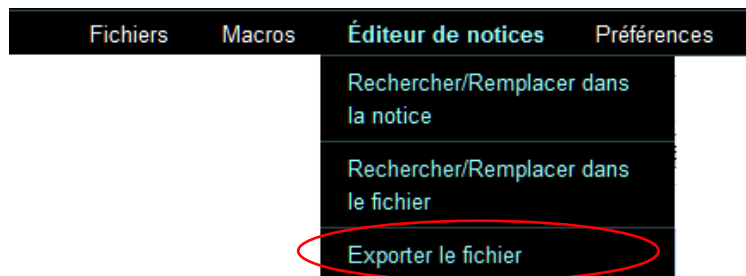 Fichiers Macros Éditeur de notices Préférences
Rechercher/Remplacer dans
la notice
Rechercher/Remplacer dans
le fichier
Exporter le fichier